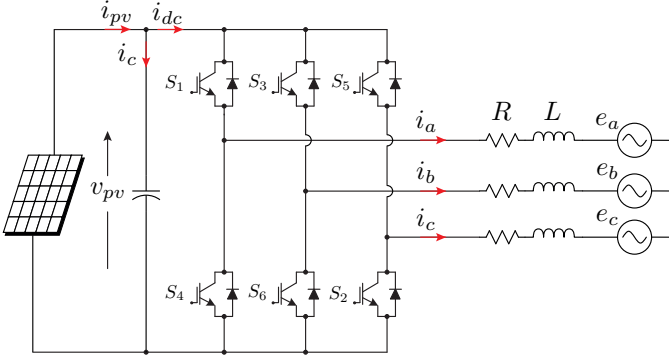 i_pv i_dc
i_c
S_1 S_3 S_5
R L e_a
i_a
v_pv i_b e_b
i_c e_c
S_4 S_6 S_2